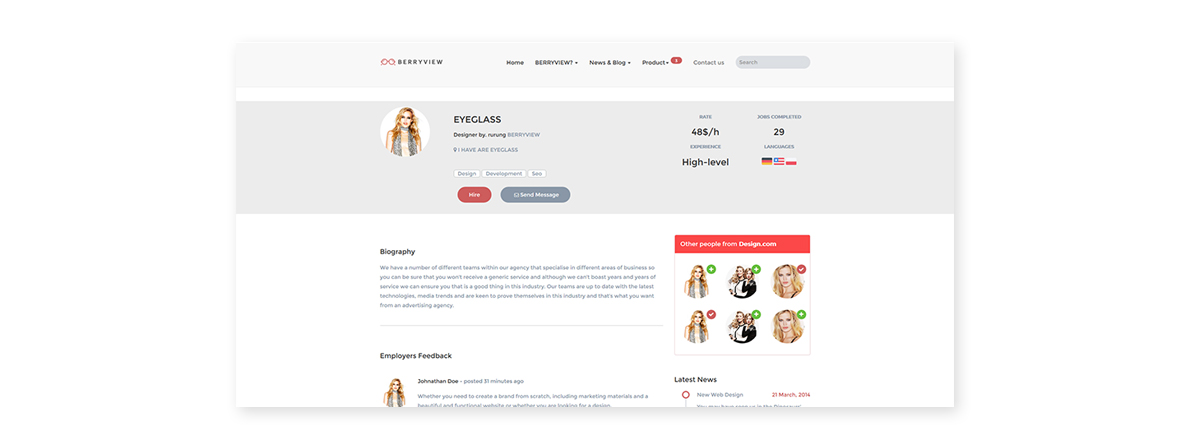 BERRYVIEW
Home BERRYVIEW? News & Blog Product 1 Contact us Search
EYEGLASS
Designer by. rurung BERRYVIEW
I HAVE ARE EYEGLASS
Design Development Seo
Hire Send Message
RATE JOBS COMPLETED
48$/h 29
EXPERIENCE LANGUAGES
High-level
Biography
We have a number of different teams within our agency that specialise in different areas of business so
you can be sure that you won't receive a generic service and although we can't boast years and years of
service we can ensure you that is a good thing in this industry. Our teams are up to date with the latest
technologies, media trends and are keen to prove themselves in this industry and that's what you want
from an advertising agency.
Other people from Design.com
Employers Feedback
Johnathan Doe - posted 31 minutes ago
Whether you need to create a brand from scratch, including marketing materials and a
beautiful and functional website or whether you are looking for a design
Latest News
New Web Design 21 March, 2014